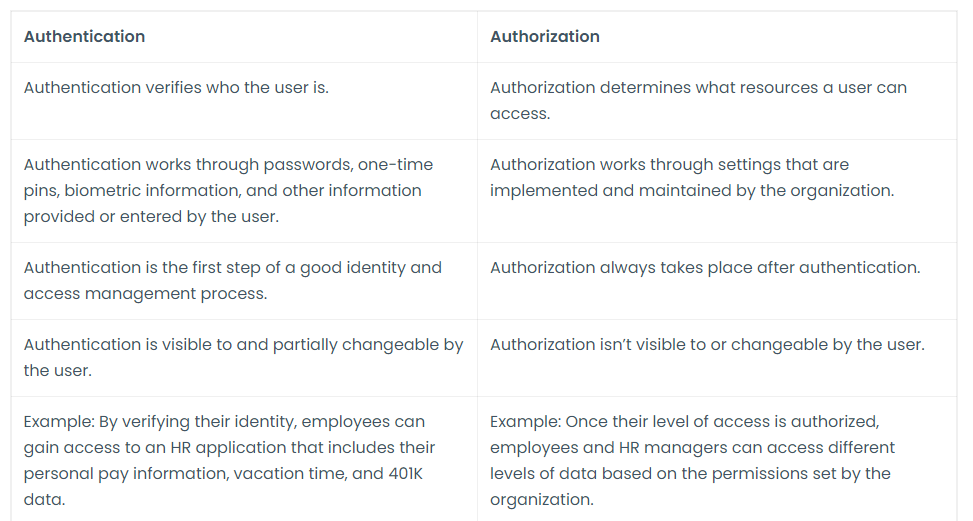 Authentication
Authorization
Authentication verifies who the user is.
Authorization determines what resources a user can
access.
Authentication works through passwords, one-time
pins, biometric information, and other information
provided or entered by the user.
Authorization works through settings that are
implemented and maintained by the organization.
Authentication is the first step of a good identity and
access management process.
Authorization always takes place after authentication.
Authentication is visible to and partially changeable by
the user.
Authorization isn’t visible to or changeable by the user.
Example: By verifying their identity, employees can
gain access to an HR application that includes their
personal pay information, vacation time, and 401K
data.
Example: Once their level of access is authorized,
employees and HR managers can access different
levels of data based on the permissions set by the
organization.